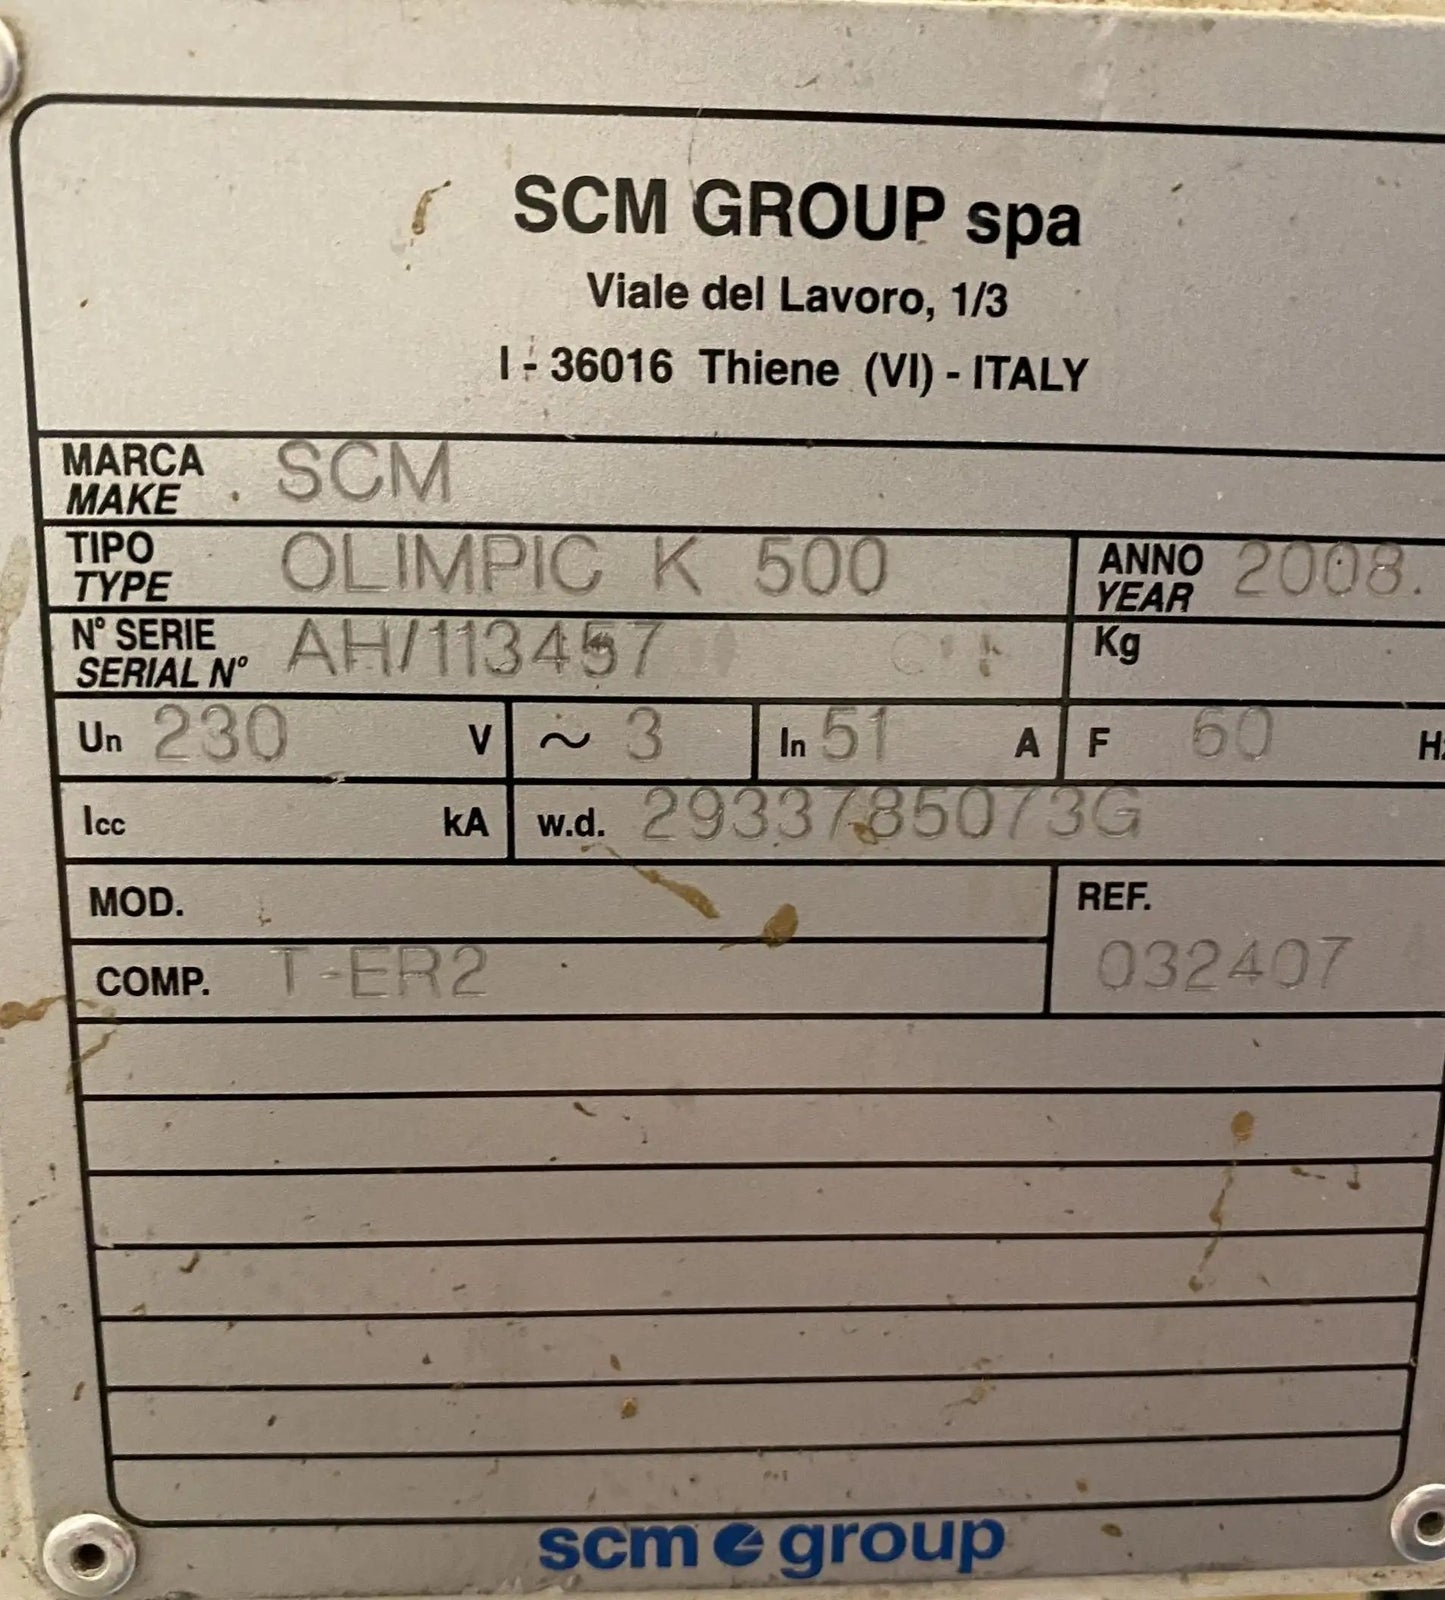 SCM GROUP spa
Viale del Lavoro, 1/3
I - 36016 Thiene (VI) - ITALY
MARCA
MAKE SCM
TIPO
TYPE OLIMPIC K 500
ANNO
YEAR 2008.
N° SERIE
SERIAL N° AH/113457
Kg
Un 230 V ~ 3 In 51 A F 60 Hz
Icc kA w.d. 2933785073G
MOD.
REF.
COMP. T-ER2
032407
scm group